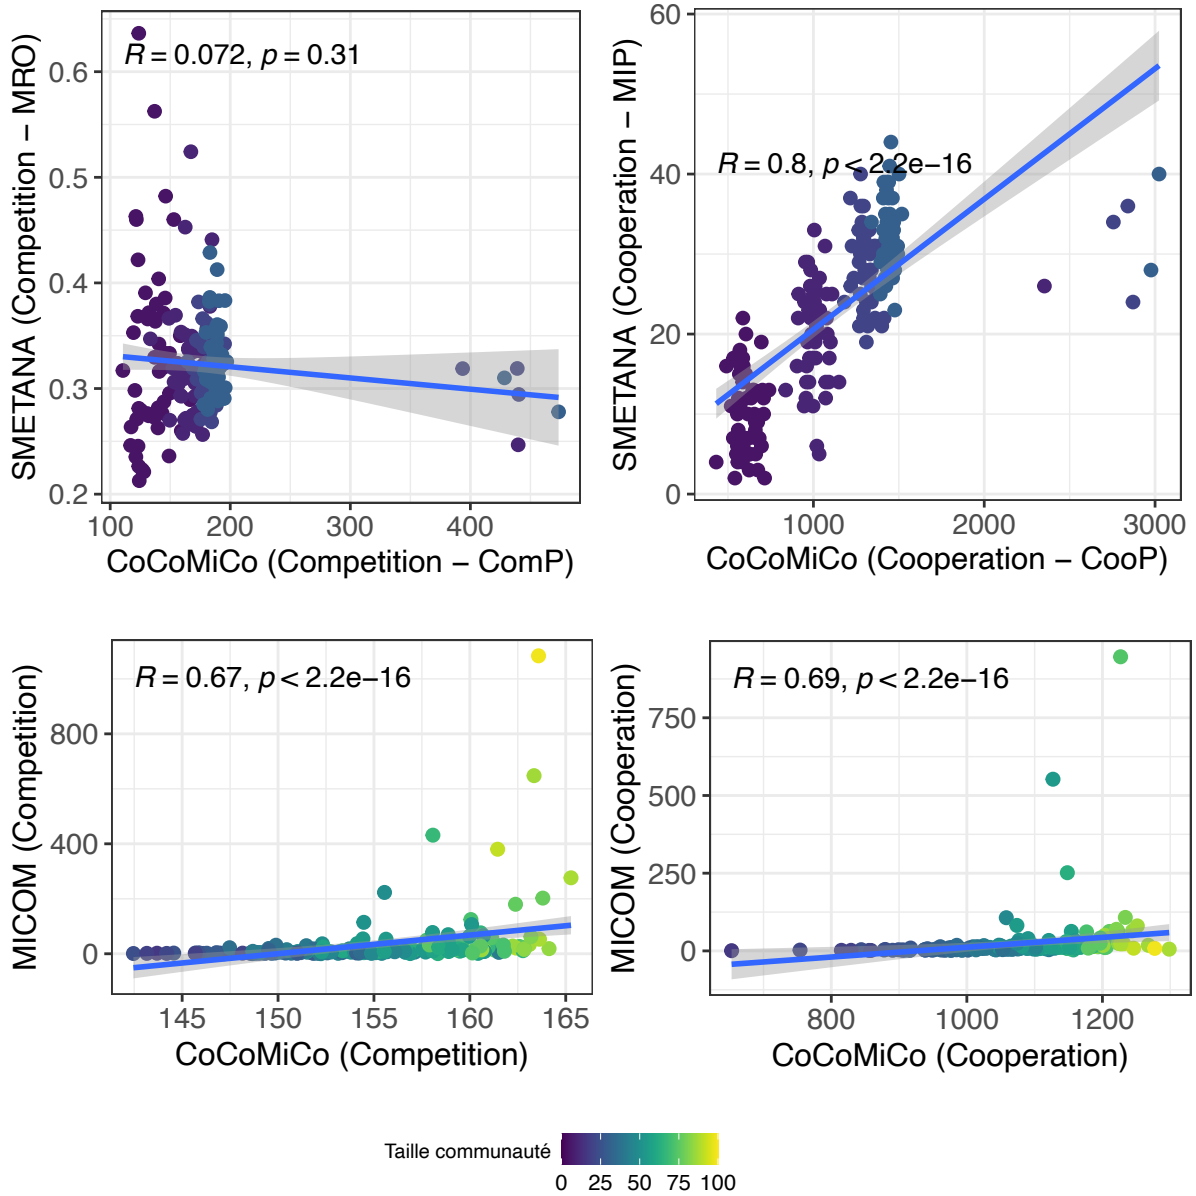 R = 0.072, p = 0.31
0.6
0.5
0.4
0.3
0.2
SMETANA (Competition − MRO)
100 200 300 400
CoCoMiCo (Competition − ComP)
R = 0.8, p < 2.2e−16
60
40
20
0
SMETANA (Cooperation − MIP)
1000 2000 3000
CoCoMiCo (Cooperation − CooP)
R = 0.67, p < 2.2e−16
800
400
0
MICOM (Competition)
145 150 155 160 165
CoCoMiCo (Competition)
R = 0.69, p < 2.2e−16
750
500
250
0
MICOM (Cooperation)
800 1000 1200
CoCoMiCo (Cooperation)
Taille communauté
0 25 50 75 100